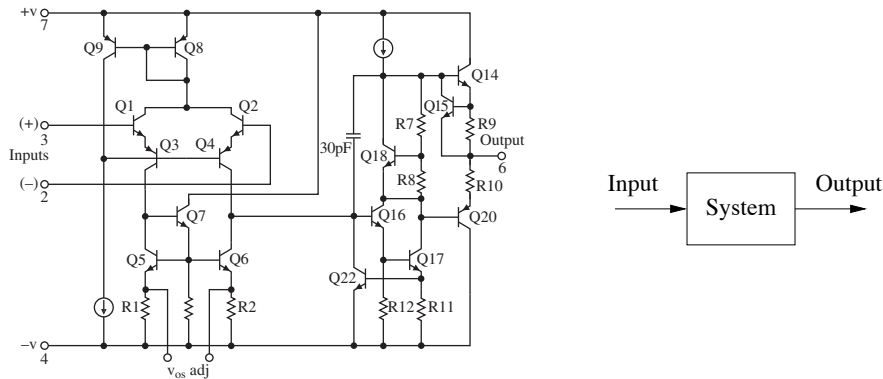 +v
7
Q9
Q8
Q14
Q1
Q2
Q15
(+)
3
R7
R9
Output
6
Inputs
Q3
Q4
30pF
Q18
(–)
2
R8
R10
Q7
Q16
Q20
Q5
Q6
Q17
Q22
R1
R2
R12
R11
–v
4
vos adj
Input
System
Output